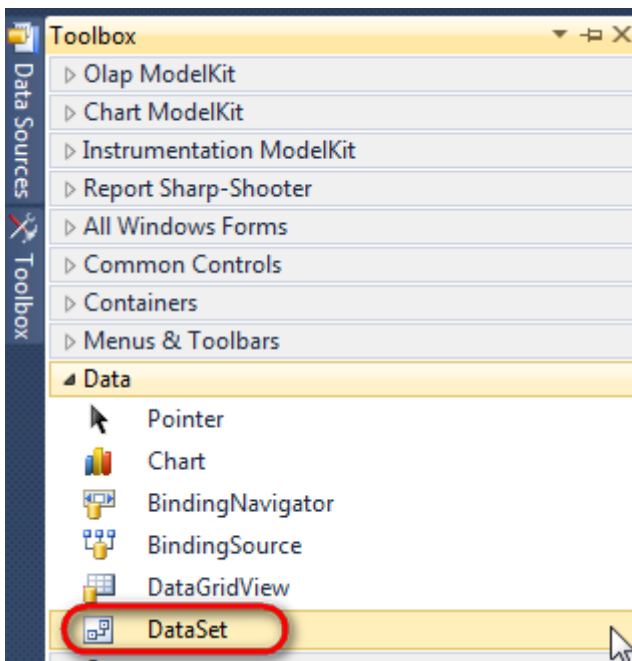 Toolbox
Olap ModelKit
Chart ModelKit
Instrumentation ModelKit
Report Sharp-Shooter
All Windows Forms
Common Controls
Containers
Menus & Toolbars
Data
Pointer
Chart
BindingNavigator
BindingSource
DataGridView
DataSet
Data Sources
Toolbox